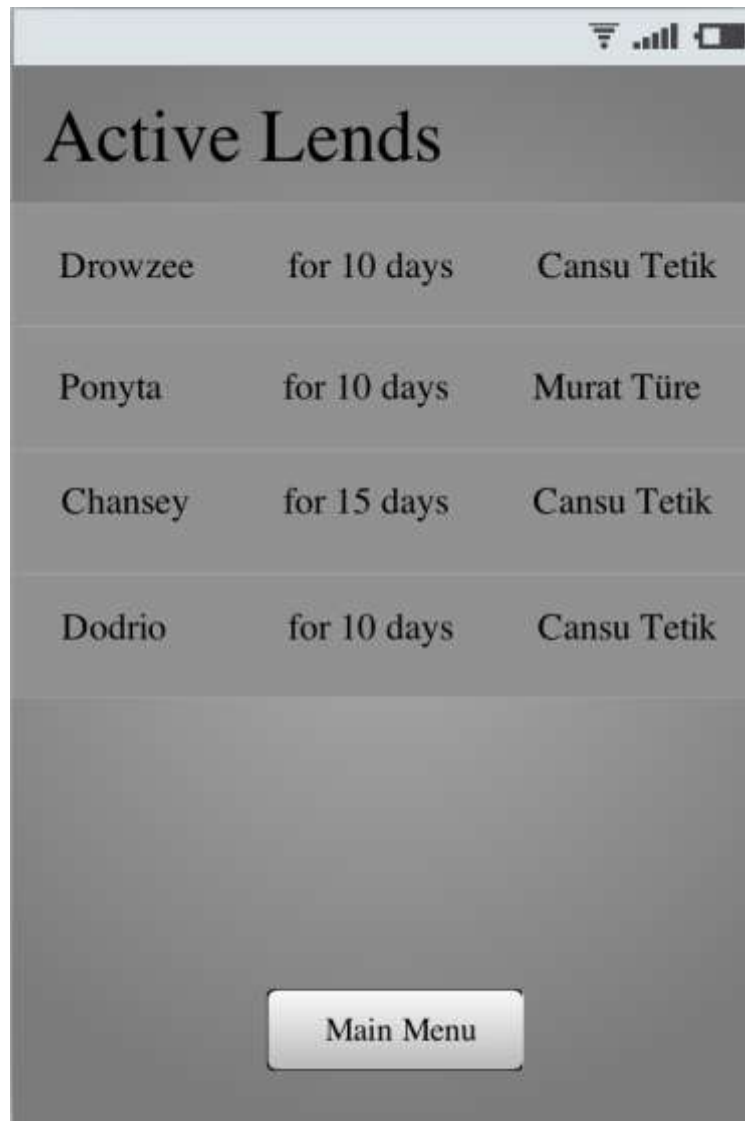 Active Lends
Drowzee for 10 days Cansu Tetik
Ponyta for 10 days Murat Türe
Chansey for 15 days Cansu Tetik
Dodrio for 10 days Cansu Tetik
Main Menu